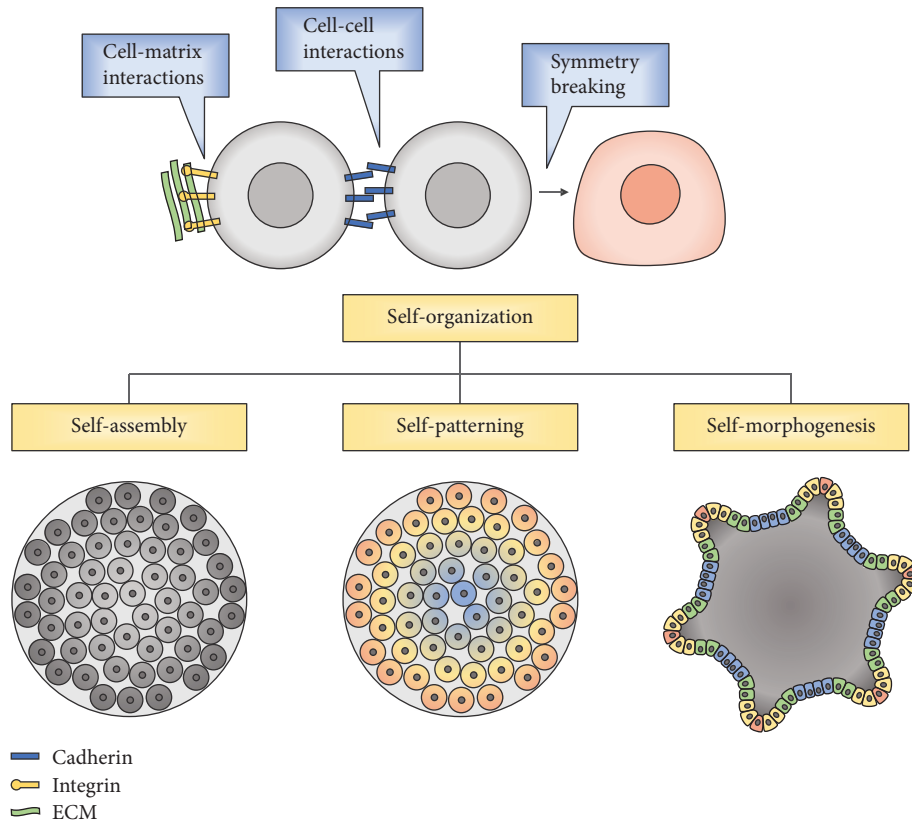 Cell-matrix
interactions
Cell-cell
interactions
Symmetry
breaking
Self-organization
Self-assembly
Self-patterning
Self-morphogenesis
Cadherin
Integrin
ECM